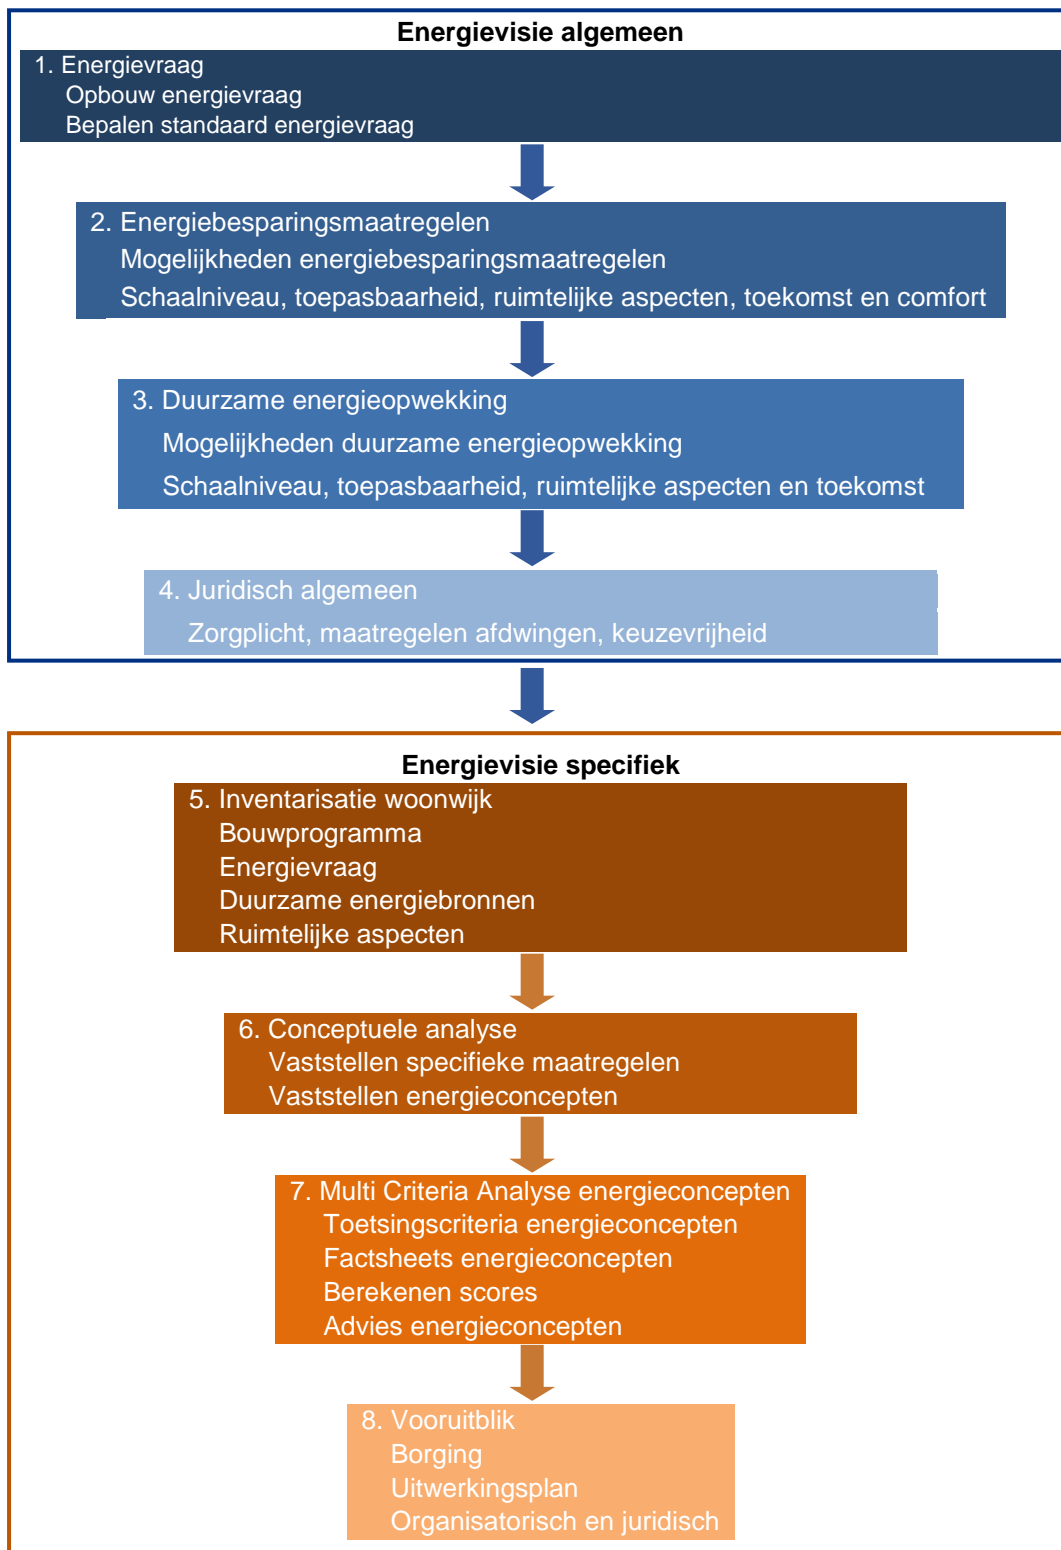 Energievisie algemeen
1. Energievraag
Opbouw energievraag
Bepalen standaard energievraag
2. Energiebesparingsmaatregelen
Mogelijkheden energiebesparingsmaatregelen
Schaalniveau, toepasbaarheid, ruimtelijke aspecten, toekomst en comfort
3. Duurzame energieopwekking
Mogelijkheden duurzame energieopwekking
Schaalniveau, toepasbaarheid, ruimtelijke aspecten en toekomst
4. Juridisch algemeen
Zorgplicht, maatregelen afdwingen, keuzevrijheid
Energievisie specifiek
5. Inventarisatie woonwijk
Bouwprogramma
Energievraag
Duurzame energiebronnen
Ruimtelijke aspecten
6. Conceptuele analyse
Vaststellen specifieke maatregelen
Vaststellen energieconcepten
7. Multi Criteria Analyse energieconcepten
Toetsingscriteria energieconcepten
Factsheets energieconcepten
Berekenen scores
Advies energieconcepten
8. Vooruitblik
Borging
Uitwerkingsplan
Organisatorisch en juridisch